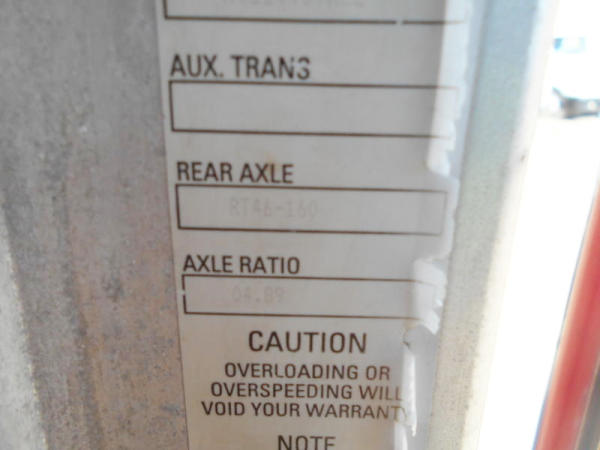 AUX. TRANS
REAR AXLE
RT46-160
AXLE RATIO
04.89
CAUTION
OVERLOADING OR
OVERSPEEDING WILL
VOID YOUR WARRANTY
NOTE